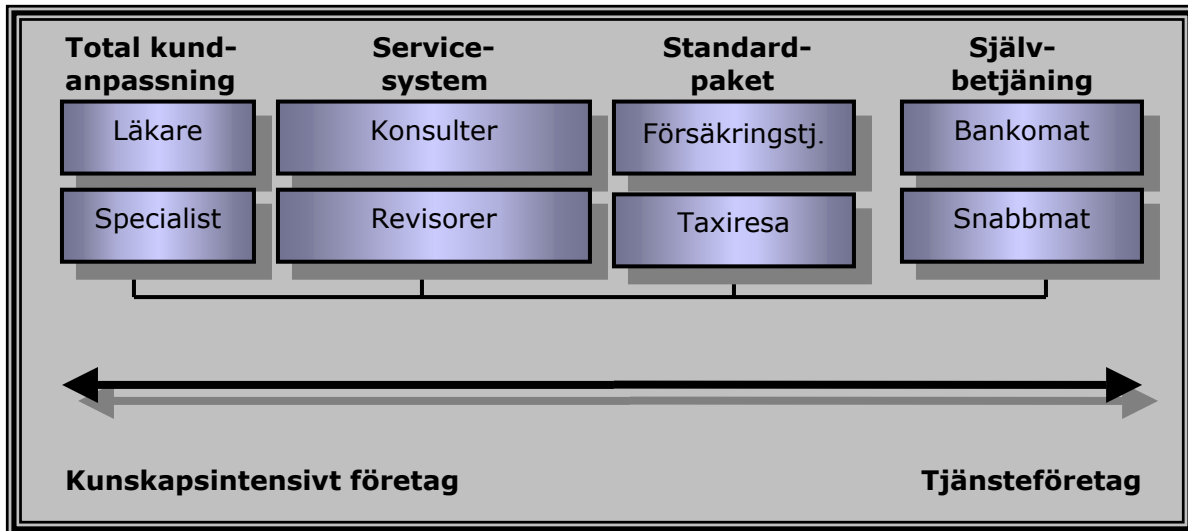 Total kund-
anpassning
Läkare
Specialist
Service-
system
Konsulter
Revisorer
Standard-
paket
Försäkringstj.
Taxiresa
Själv-
betjäning
Bankomat
Snabbmat
Kunskapsintensivt företag
Tjänsteföretag